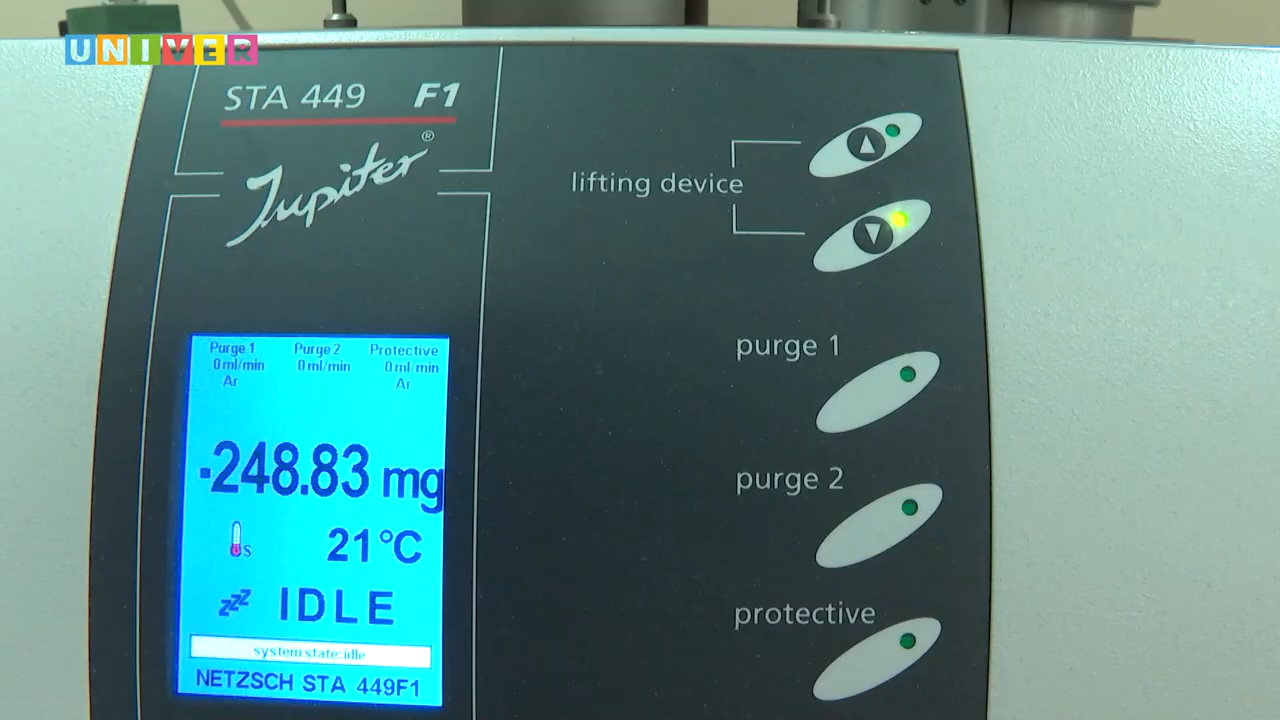 UNIVER
STA 449 F1
Jupiter®
lifting device
purge 1
purge 2
protective
Purge 1 Purge 2 Protective
0 ml/min 0 ml/min 0 ml/min
Ar Ar
-248.83 mg
S 21°C
zzz IDLE
system state:idle
NETZSCH STA 449F1